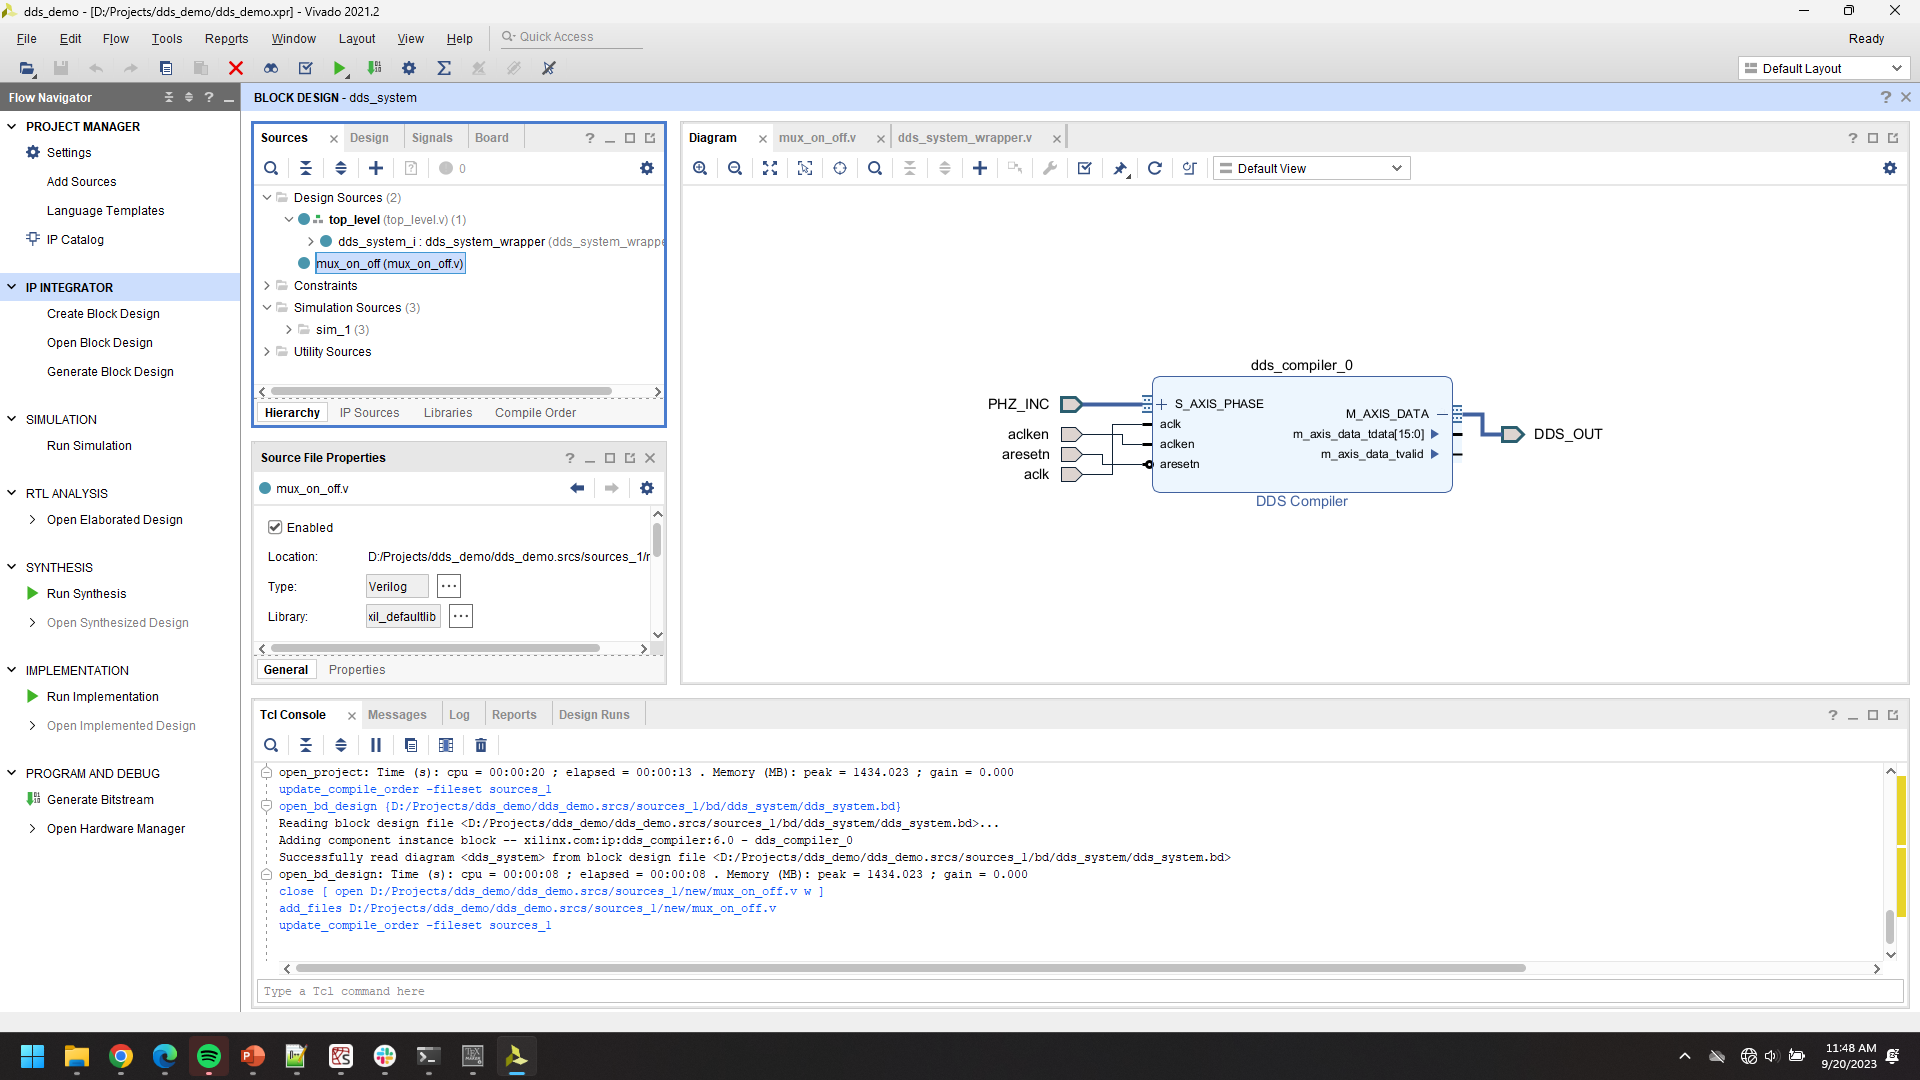 dds_demo - [D:/Projects/dds_demo/dds_demo.xpr] - Vivado 2021.2
File Edit Flow Tools Reports Window Layout View Help Quick Access Ready
Default Layout
Flow Navigator
PROJECT MANAGER
Settings
Add Sources
Language Templates
IP Catalog
IP INTEGRATOR
Create Block Design
Open Block Design
Generate Block Design
SIMULATION
Run Simulation
RTL ANALYSIS
Open Elaborated Design
SYNTHESIS
Run Synthesis
Open Synthesized Design
IMPLEMENTATION
Run Implementation
Open Implemented Design
PROGRAM AND DEBUG
Generate Bitstream
Open Hardware Manager
BLOCK DESIGN - dds_system
Sources Design Signals Board
0
Design Sources (2)
top_level (top_level.v) (1)
dds_system_i : dds_system_wrapper (dds_system_wrappe
mux_on_off (mux_on_off.v)
Constraints
Simulation Sources (3)
sim_1 (3)
Utility Sources
Hierarchy IP Sources Libraries Compile Order
Source File Properties
mux_on_off.v
Enabled
Location: D:/Projects/dds_demo/dds_demo.srcs/sources_1/r
Type: Verilog
Library: xil_defaultlib
General Properties
Diagram mux_on_off.v dds_system_wrapper.v
Default View
dds_compiler_0
PHZ_INC
aclken
aresetn
aclk
S_AXIS_PHASE
aclk
aclken
aresetn
M_AXIS_DATA
m_axis_data_tdata[15:0]
m_axis_data_tvalid
DDS_OUT
DDS Compiler
Tcl Console Messages Log Reports Design Runs
open_project: Time (s): cpu = 00:00:20 ; elapsed = 00:00:13 . Memory (MB): peak = 1434.023 ; gain = 0.000
update_compile_order -fileset sources_1
open_bd_design {D:/Projects/dds_demo/dds_demo.srcs/sources_1/bd/dds_system/dds_system.bd}
Reading block design file <D:/Projects/dds_demo/dds_demo.srcs/sources_1/bd/dds_system/dds_system.bd>...
Adding component instance block -- xilinx.com:ip:dds_compiler:6.0 - dds_compiler_0
Successfully read diagram <dds_system> from block design file <D:/Projects/dds_demo/dds_demo.srcs/sources_1/bd/dds_system/dds_system.bd>
open_bd_design: Time (s): cpu = 00:00:08 ; elapsed = 00:00:08 . Memory (MB): peak = 1434.023 ; gain = 0.000
close [ open D:/Projects/dds_demo/dds_demo.srcs/sources_1/new/mux_on_off.v w ]
add_files D:/Projects/dds_demo/dds_demo.srcs/sources_1/new/mux_on_off.v
update_compile_order -fileset sources_1
Type a Tcl command here
11:48 AM
9/20/2023